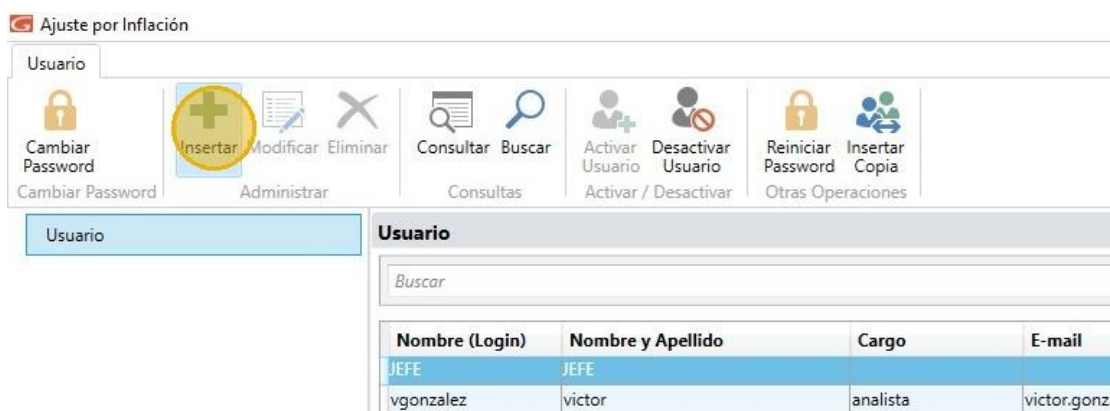 Ajuste por Inflación
Usuario
Cambiar Password
Insertar Modificar Eliminar
Consultar Buscar
Activar Usuario
Desactivar Usuario
Reiniciar Password
Insertar Copia
Cambiar Password
Administrar
Consultas
Activar / Desactivar
Otras Operaciones
Usuario
Usuario
Buscar
Nombre (Login) Nombre y Apellido Cargo E-mail
JEFE JEFE
vgonzalez victor analista victor.gonz